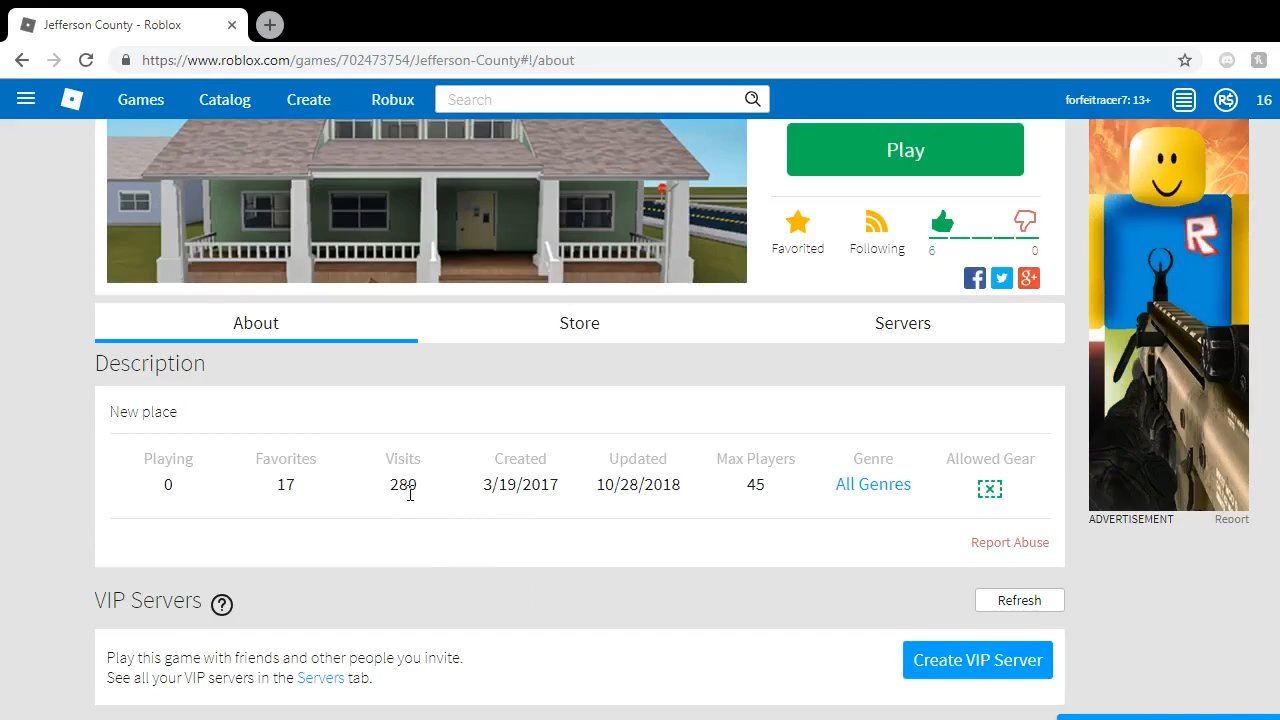 Jefferson County - Roblox
https://www.roblox.com/games/702473754/Jefferson-County#!/about
Games Catalog Create Robux Search forfeitracer7: 13+ R$ 16
Play
Favorited Following 6 0
About Store Servers
Description
New place
Playing Favorites Visits Created Updated Max Players Genre Allowed Gear
0 17 280 3/19/2017 10/28/2018 45 All Genres
ADVERTISEMENT Report
Report Abuse
VIP Servers ? Refresh
Play this game with friends and other people you invite. Create VIP Server
See all your VIP servers in the Servers tab.